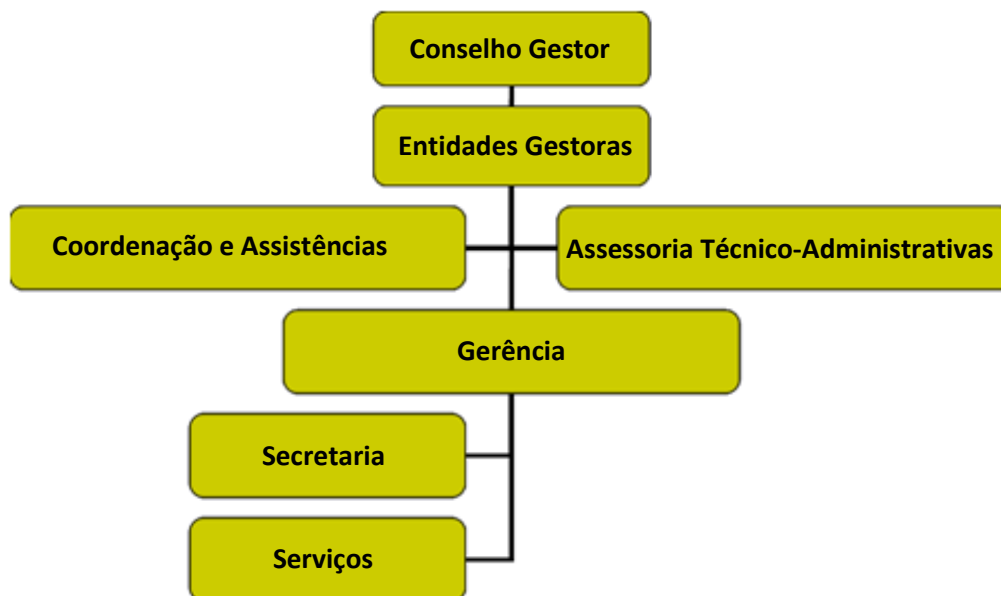 Conselho Gestor
Entidades Gestoras
Coordenação e Assistências
Assessoria Técnico-Administrativas
Gerência
Secretaria
Serviços